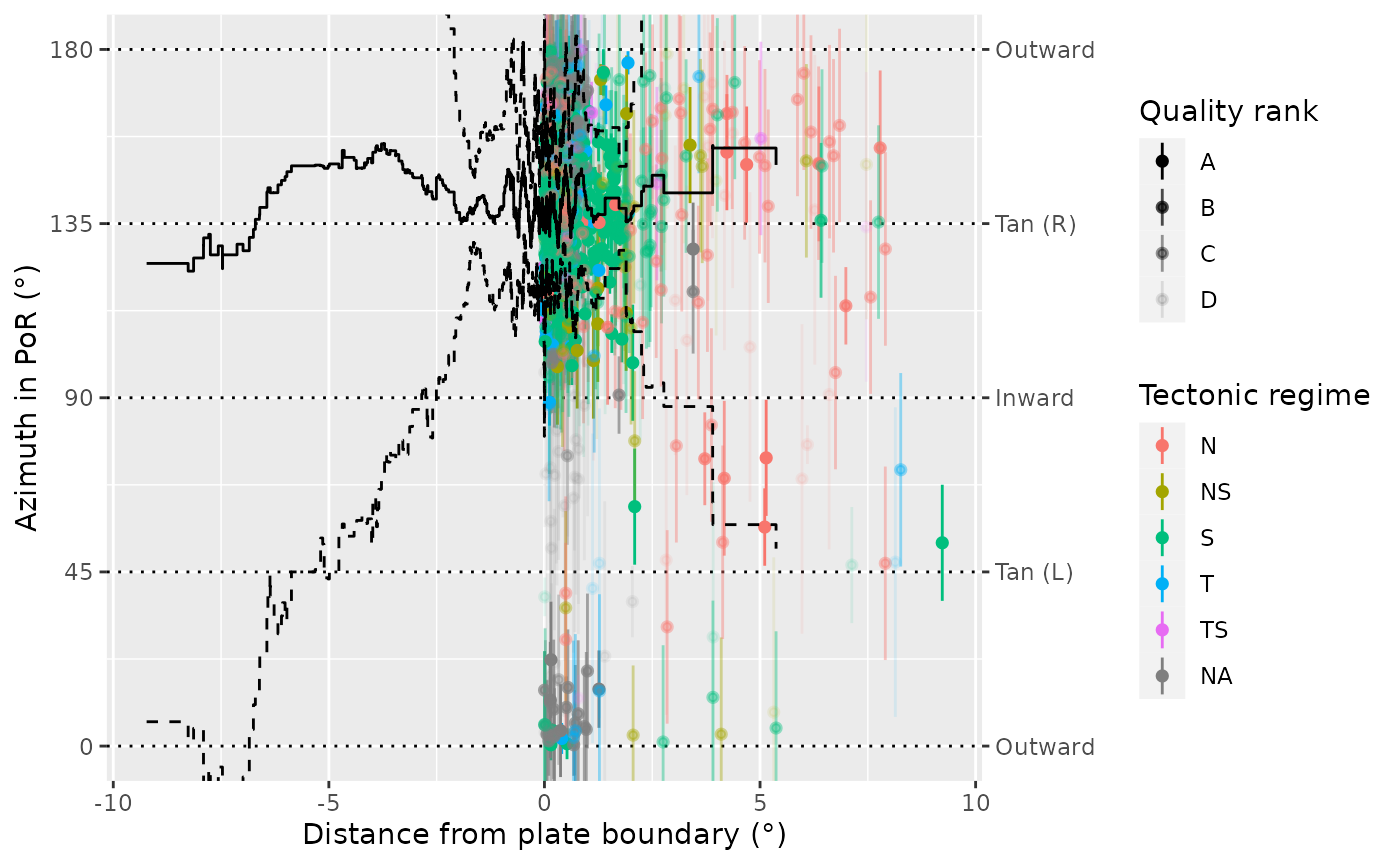 180
135
90
45
0
Azimuth in PoR (°)
-10
-5
0
5
10
Distance from plate boundary (°)
Outward
Tan (R)
Inward
Tan (L)
Outward
Quality rank
A
B
C
D
Tectonic regime
N
NS
S
T
TS
NA